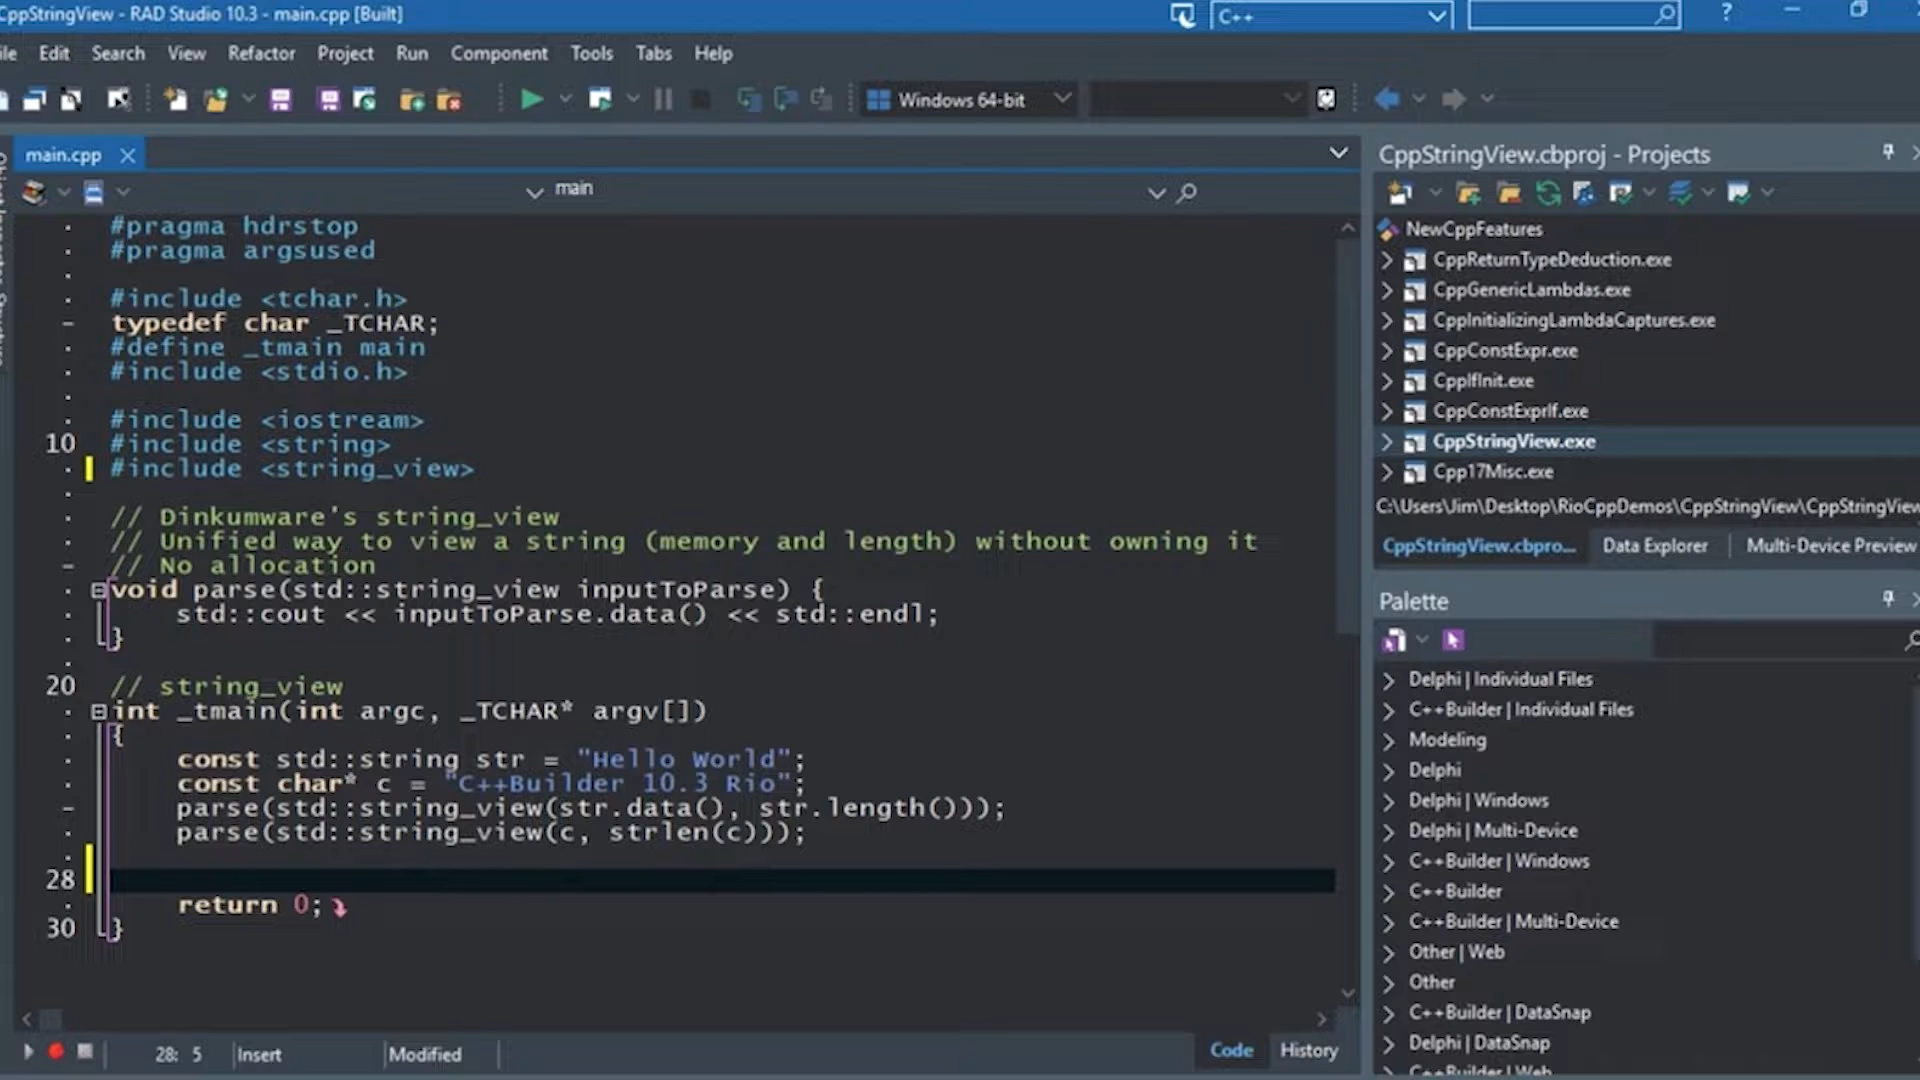 CppStringView - RAD Studio 10.3 - main.cpp [Built]
C++
?
Edit Search View Refactor Project Run Component Tools Tabs Help
Windows 64-bit
main.cpp
main
#pragma hdrstop
#pragma argsused
#include <tchar.h>
typedef char _TCHAR;
#define _tmain main
#include <stdio.h>
#include <iostream>
10 #include <string>
#include <string_view>
// Dinkumware's string_view
// Unified way to view a string (memory and length) without owning it
// No allocation
void parse(std::string_view inputToParse) {
std::cout << inputToParse.data() << std::endl;
}
20 // string_view
int _tmain(int argc, _TCHAR* argv[])
{
const std::string str = "Hello World";
const char* c = "C++Builder 10.3 Rio";
parse(std::string_view(str.data(), str.length()));
parse(std::string_view(c, strlen(c)));
28
return 0;
30 }
28: 5 Insert Modified
Code History
CppStringView.cbproj - Projects
NewCppFeatures
CppReturnTypeDeduction.exe
CppGenericLambdas.exe
CppInitializingLambdaCaptures.exe
CppConstExpr.exe
CppIfInit.exe
CppConstExprIf.exe
CppStringView.exe
Cpp17Misc.exe
C:\Users\Jim\Desktop\RioCppDemos\CppStringView\CppStringView
CppStringView.cbpro... Data Explorer Multi-Device Preview
Palette
Delphi | Individual Files
C++Builder | Individual Files
Modeling
Delphi
Delphi | Windows
Delphi | Multi-Device
C++Builder | Windows
C++Builder
C++Builder | Multi-Device
Other | Web
Other
C++Builder | DataSnap
Delphi | DataSnap
C++Builder | Web